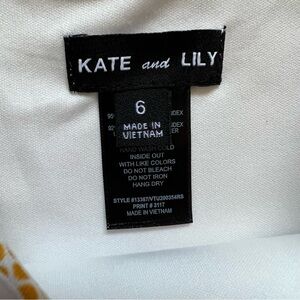 KATE and LILY
6
MADE IN
VIETNAM
HAND WASH COLD
INSIDE OUT
WITH LIKE COLORS
DO NOT BLEACH
DO NOT IRON
HANG DRY
MADE IN VIETNAM